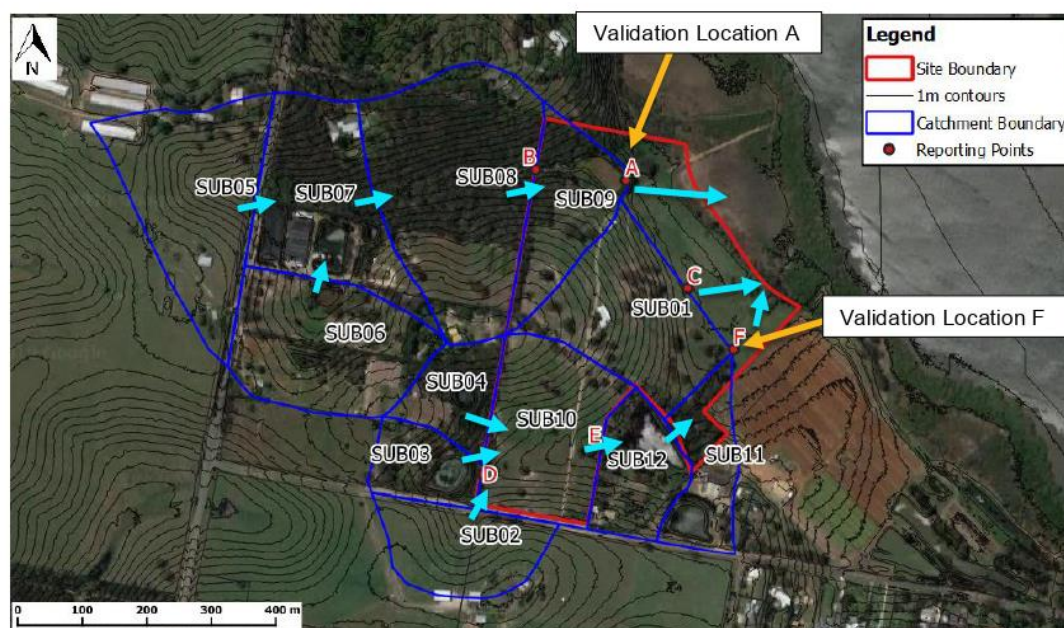 Validation Location A
Legend
Site Boundary
1m contours
Catchment Boundary
Reporting Points
N
B
A
SUB05
SUB07
SUB08
SUB09
C
SUB01
Validation Location F
F
SUB06
SUB04
SUB10
E
SUB03
SUB12
SUB11
D
SUB02
0 100 200 300 400 m